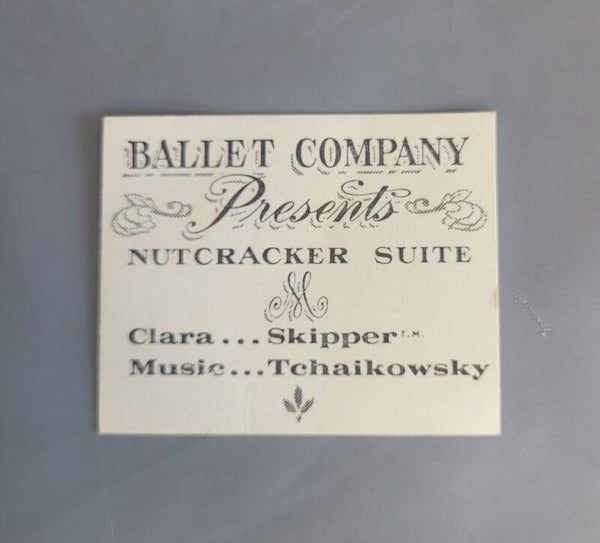 BALLET COMPANY
Presents
NUTCRACKER SUITE
M
Clara...Skipper T.M.
Music...Tchaikowsky